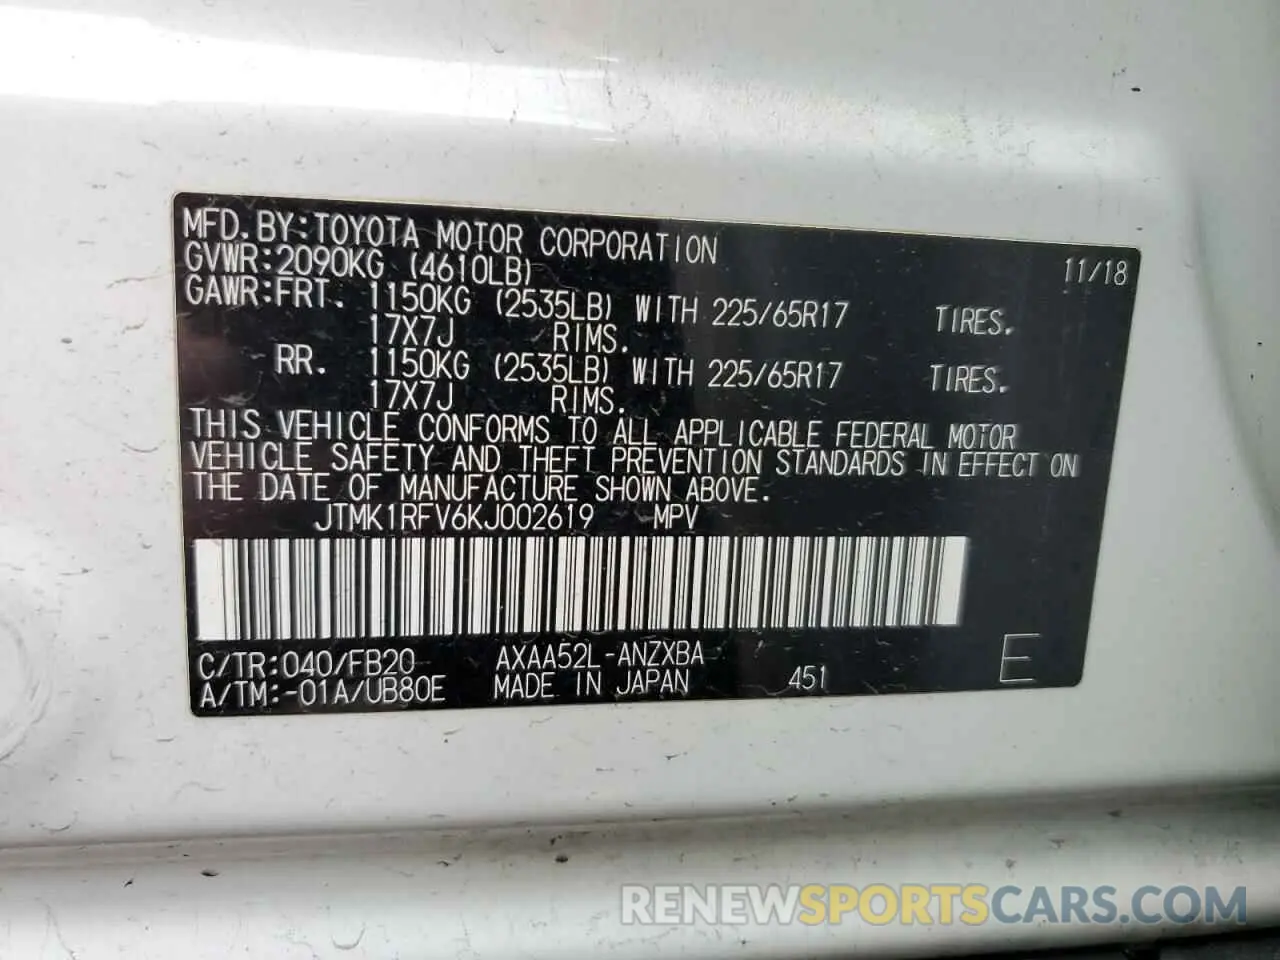 MFD.BY:TOYOTA MOTOR CORPORATION 11/18
GVWR:2090KG (4610LB)
GAWR:FRT. 1150KG (2535LB) WITH 225/65R17 TIRES.
17X7J RIMS.
RR. 1150KG (2535LB) WITH 225/65R17 TIRES.
17X7J RIMS.
THIS VEHICLE CONFORMS TO ALL APPLICABLE FEDERAL MOTOR
VEHICLE SAFETY AND THEFT PREVENTION STANDARDS IN EFFECT ON
THE DATE OF MANUFACTURE SHOWN ABOVE.
JTMK1RFV6KJ002619 MPV
C/TR:040/FB20 AXAA52L-ANZXBA
A/TM:-01A/UB80E MADE IN JAPAN 451 E
RENEWSPORTSCARS.COM